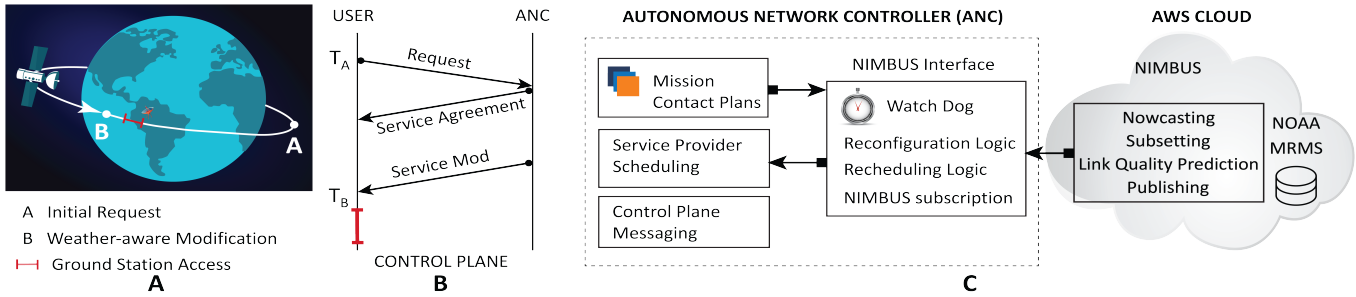 B
A
A Initial Request
B Weather-aware Modification
Ground Station Access
A
USER
ANC
T_A
Request
Service Agreement
Service Mod
T_B
CONTROL PLANE
B
AUTONOMOUS NETWORK CONTROLLER (ANC)
Mission
Contact Plans
Service Provider
Scheduling
Control Plane
Messaging
NIMBUS Interface
Watch Dog
Reconfiguration Logic
Recheduling Logic
NIMBUS subscription
C
AWS CLOUD
NIMBUS
Nowcasting
Subsetting
Link Quality Prediction
Publishing
NOAA
MRMS